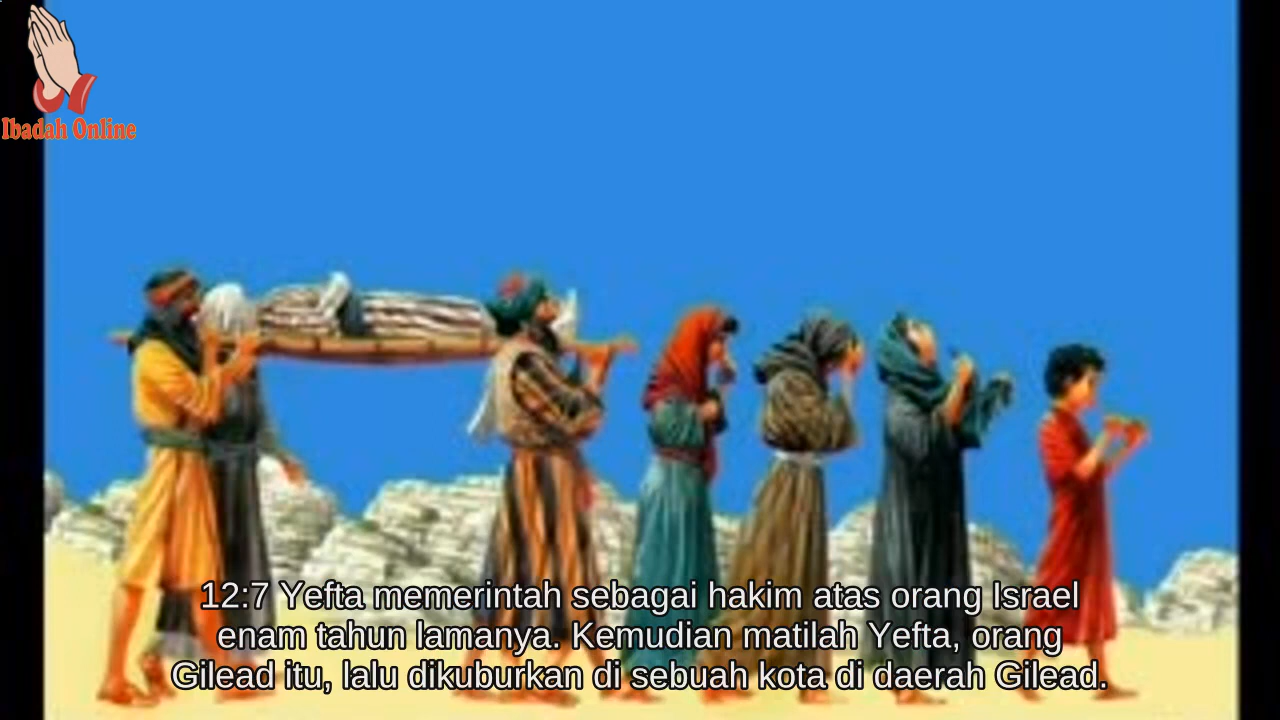 Ibadah Online
12:7 Yefta memerintah sebagai hakim atas orang Israel
enam tahun lamanya. Kemudian matilah Yefta, orang
Gilead itu, lalu dikuburkan di sebuah kota di daerah Gilead.